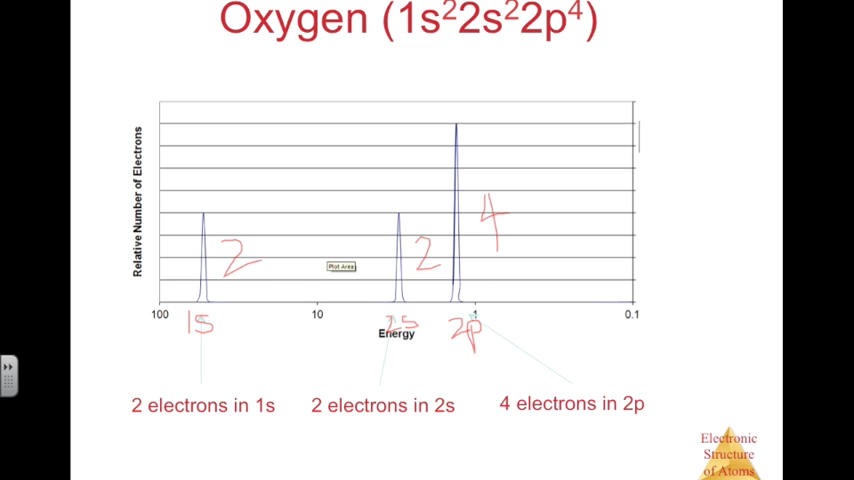 Oxygen (1s²2s²2p⁴)
Relative Number of Electrons
4
2
2
Plot Area
100
10
1
0.1
1S
2S
2p
Energy
2 electrons in 1s
2 electrons in 2s
4 electrons in 2p
Electronic
Structure
of Atoms